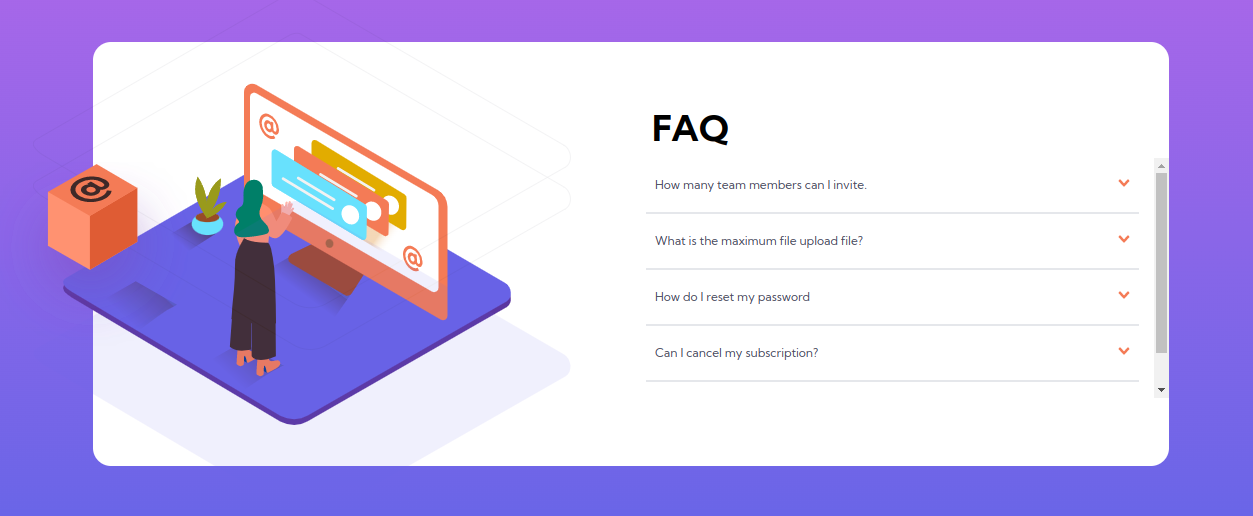 FAQ
How many team members can I invite.
What is the maximum file upload file?
How do I reset my password
Can I cancel my subscription?
@
@
@